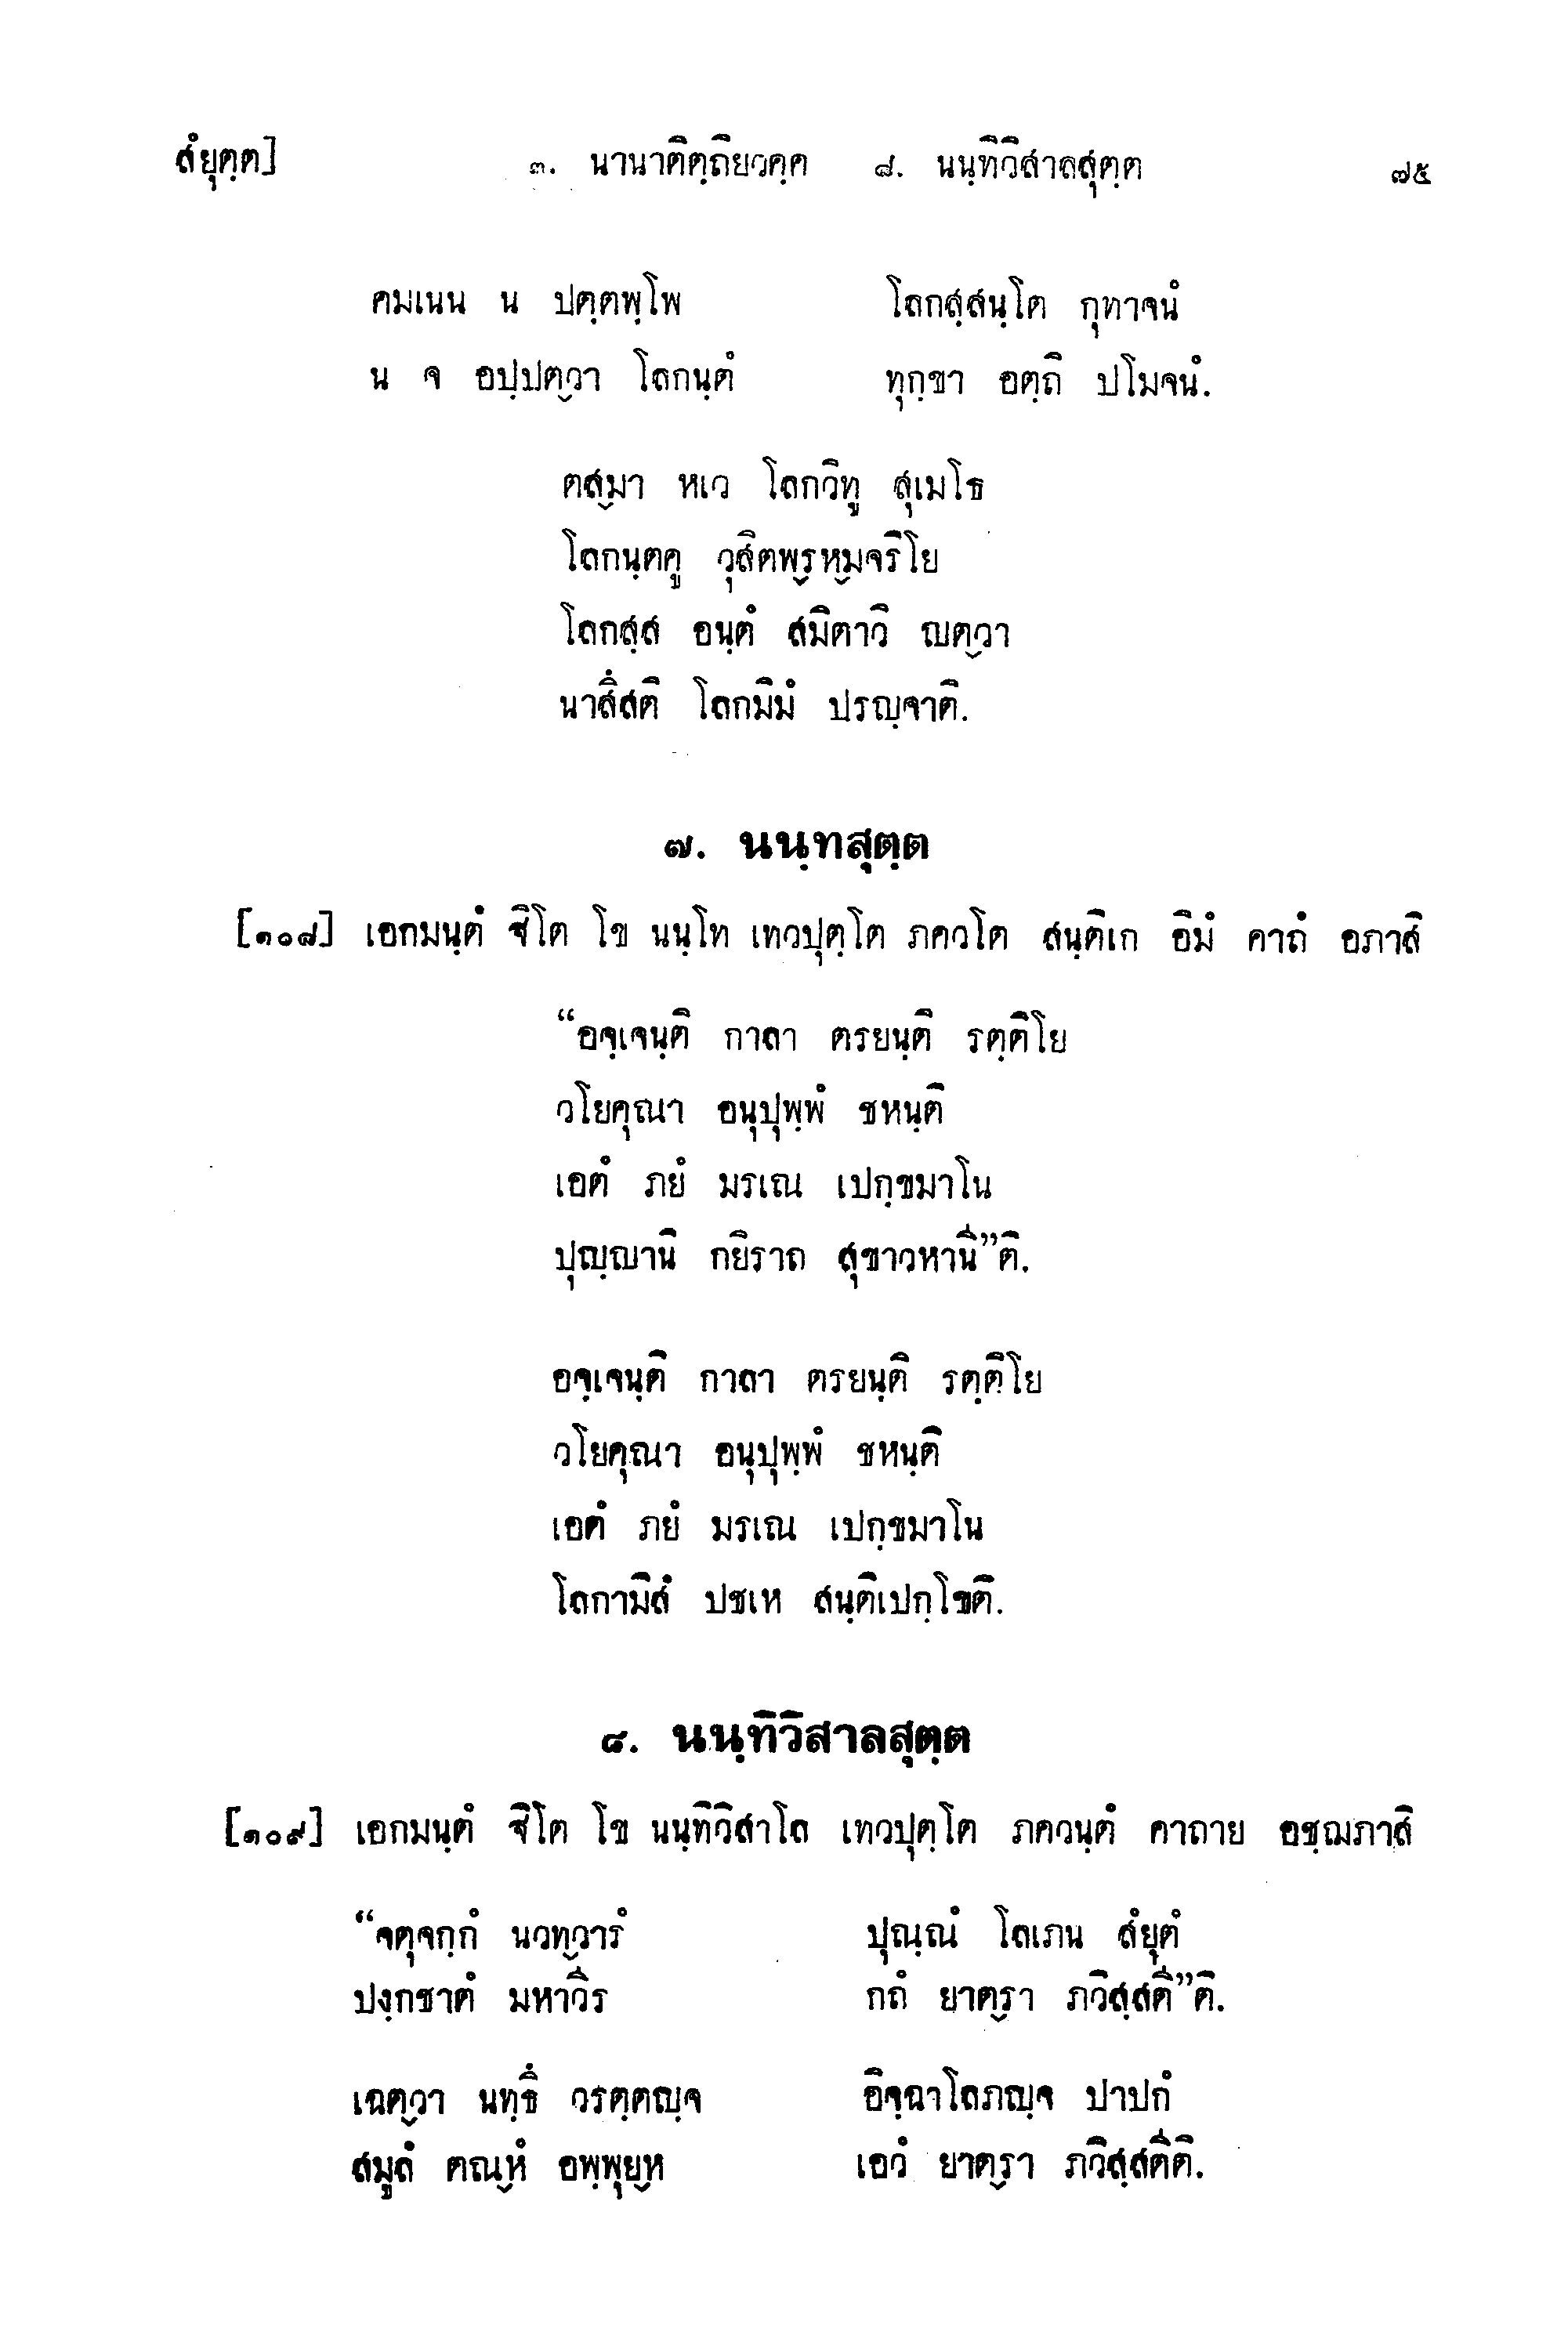 สํยุตฺต]	๓. นานาติตฺถิยวคฺค ๘. นนฺทิวิสาลสุตฺต	๗๕
คมเนน น ปตฺตพฺโพ	โลกสฺสนฺโต กุทาจนํ
น จ อปฺปตฺวา โลกนฺตํ	ทุกฺขา อตฺถิ ปโมจนํ.
ตสฺมา หเว โลกวิทู สุเมโธ
โลกนฺตคู วุสิตพฺรหฺมจริโย
โลกสฺส อนฺตํ สมิตาวิ ญตฺวา
นาสึสติ โลกมิมํ ปรญฺจาติ.
๗. นนฺทสุตฺต
[๑๐๘] เอกมนฺตํ ฐิโต โข นนฺโท เทวปุตฺโต ภควโต สนฺติเก อิมํ คาถํ อภาสิ
“อจฺเจนฺติ กาลา ตรยนฺติ รตฺติโย
วโยคุณา อนุปุพฺพํ ชหนฺติ
เอตํ ภยํ มรเณ เปกฺขมาโน
ปุญฺญานิ กยิราถ สุขาวหานี”ติ.
อจฺเจนฺติ กาลา ตรยนฺติ รตฺติโย
วโยคุณา อนุปุพฺพํ ชหนฺติ
เอตํ ภยํ มรเณ เปกฺขมาโน
โลกามิสํ ปชเห สนฺติเปกฺโขติ.
๘. นนฺทิวิสาลสุตฺต
[๑๐๙] เอกมนฺตํ ฐิโต โข นนฺทิวิสาโล เทวปุตฺโต ภควนฺตํ คาถาย อชฺฌภาสิ
“จตุจกฺกํ นวทฺวารํ	ปุณฺณํ โลเภน สํยุตํ
ปงฺกชาตํ มหาวีร	กถํ ยาตฺรา ภวิสฺสตี”ติ.
เฉตฺวา นทฺธึ วรตฺตญฺจ	อิจฺฉาโลภญฺจ ปาปกํ
สมูลํ ตณฺหํ อพฺพุยฺห	เอวํ ยาตฺรา ภวิสฺสตีติ.